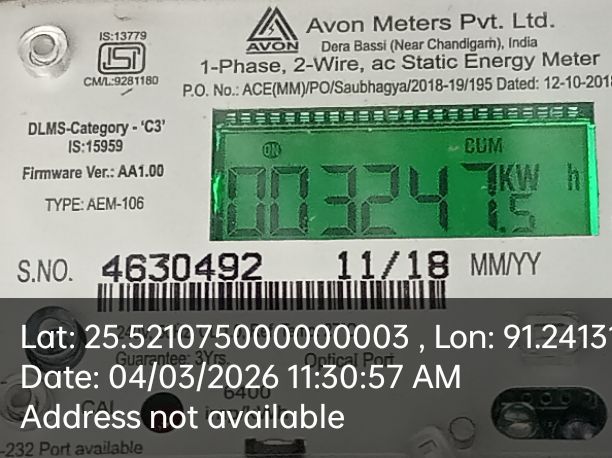 IS:13779
CM/L:9281180
AVON
Avon Meters Pvt. Ltd.
Dera Bassi (Near Chandigarh), India
1-Phase, 2-Wire, ac Static Energy Meter
P.O. No.: ACE(MM)/PO/Saubhagya/2018-19/195 Dated: 12-10-201
DLMS-Category - 'C3'
IS:15959
Firmware Ver.: AA1.00
TYPE: AEM-106
ON CUM
003247.5 KW h
S.NO. 4630492 11/18 MM/YY
Lat: 25.521075000000003 , Lon: 91.2413
Guarantee: 3Yrs. Optical Port
Date: 04/03/2026 11:30:57 AM
6400
CAL
Address not available
-232 Port available